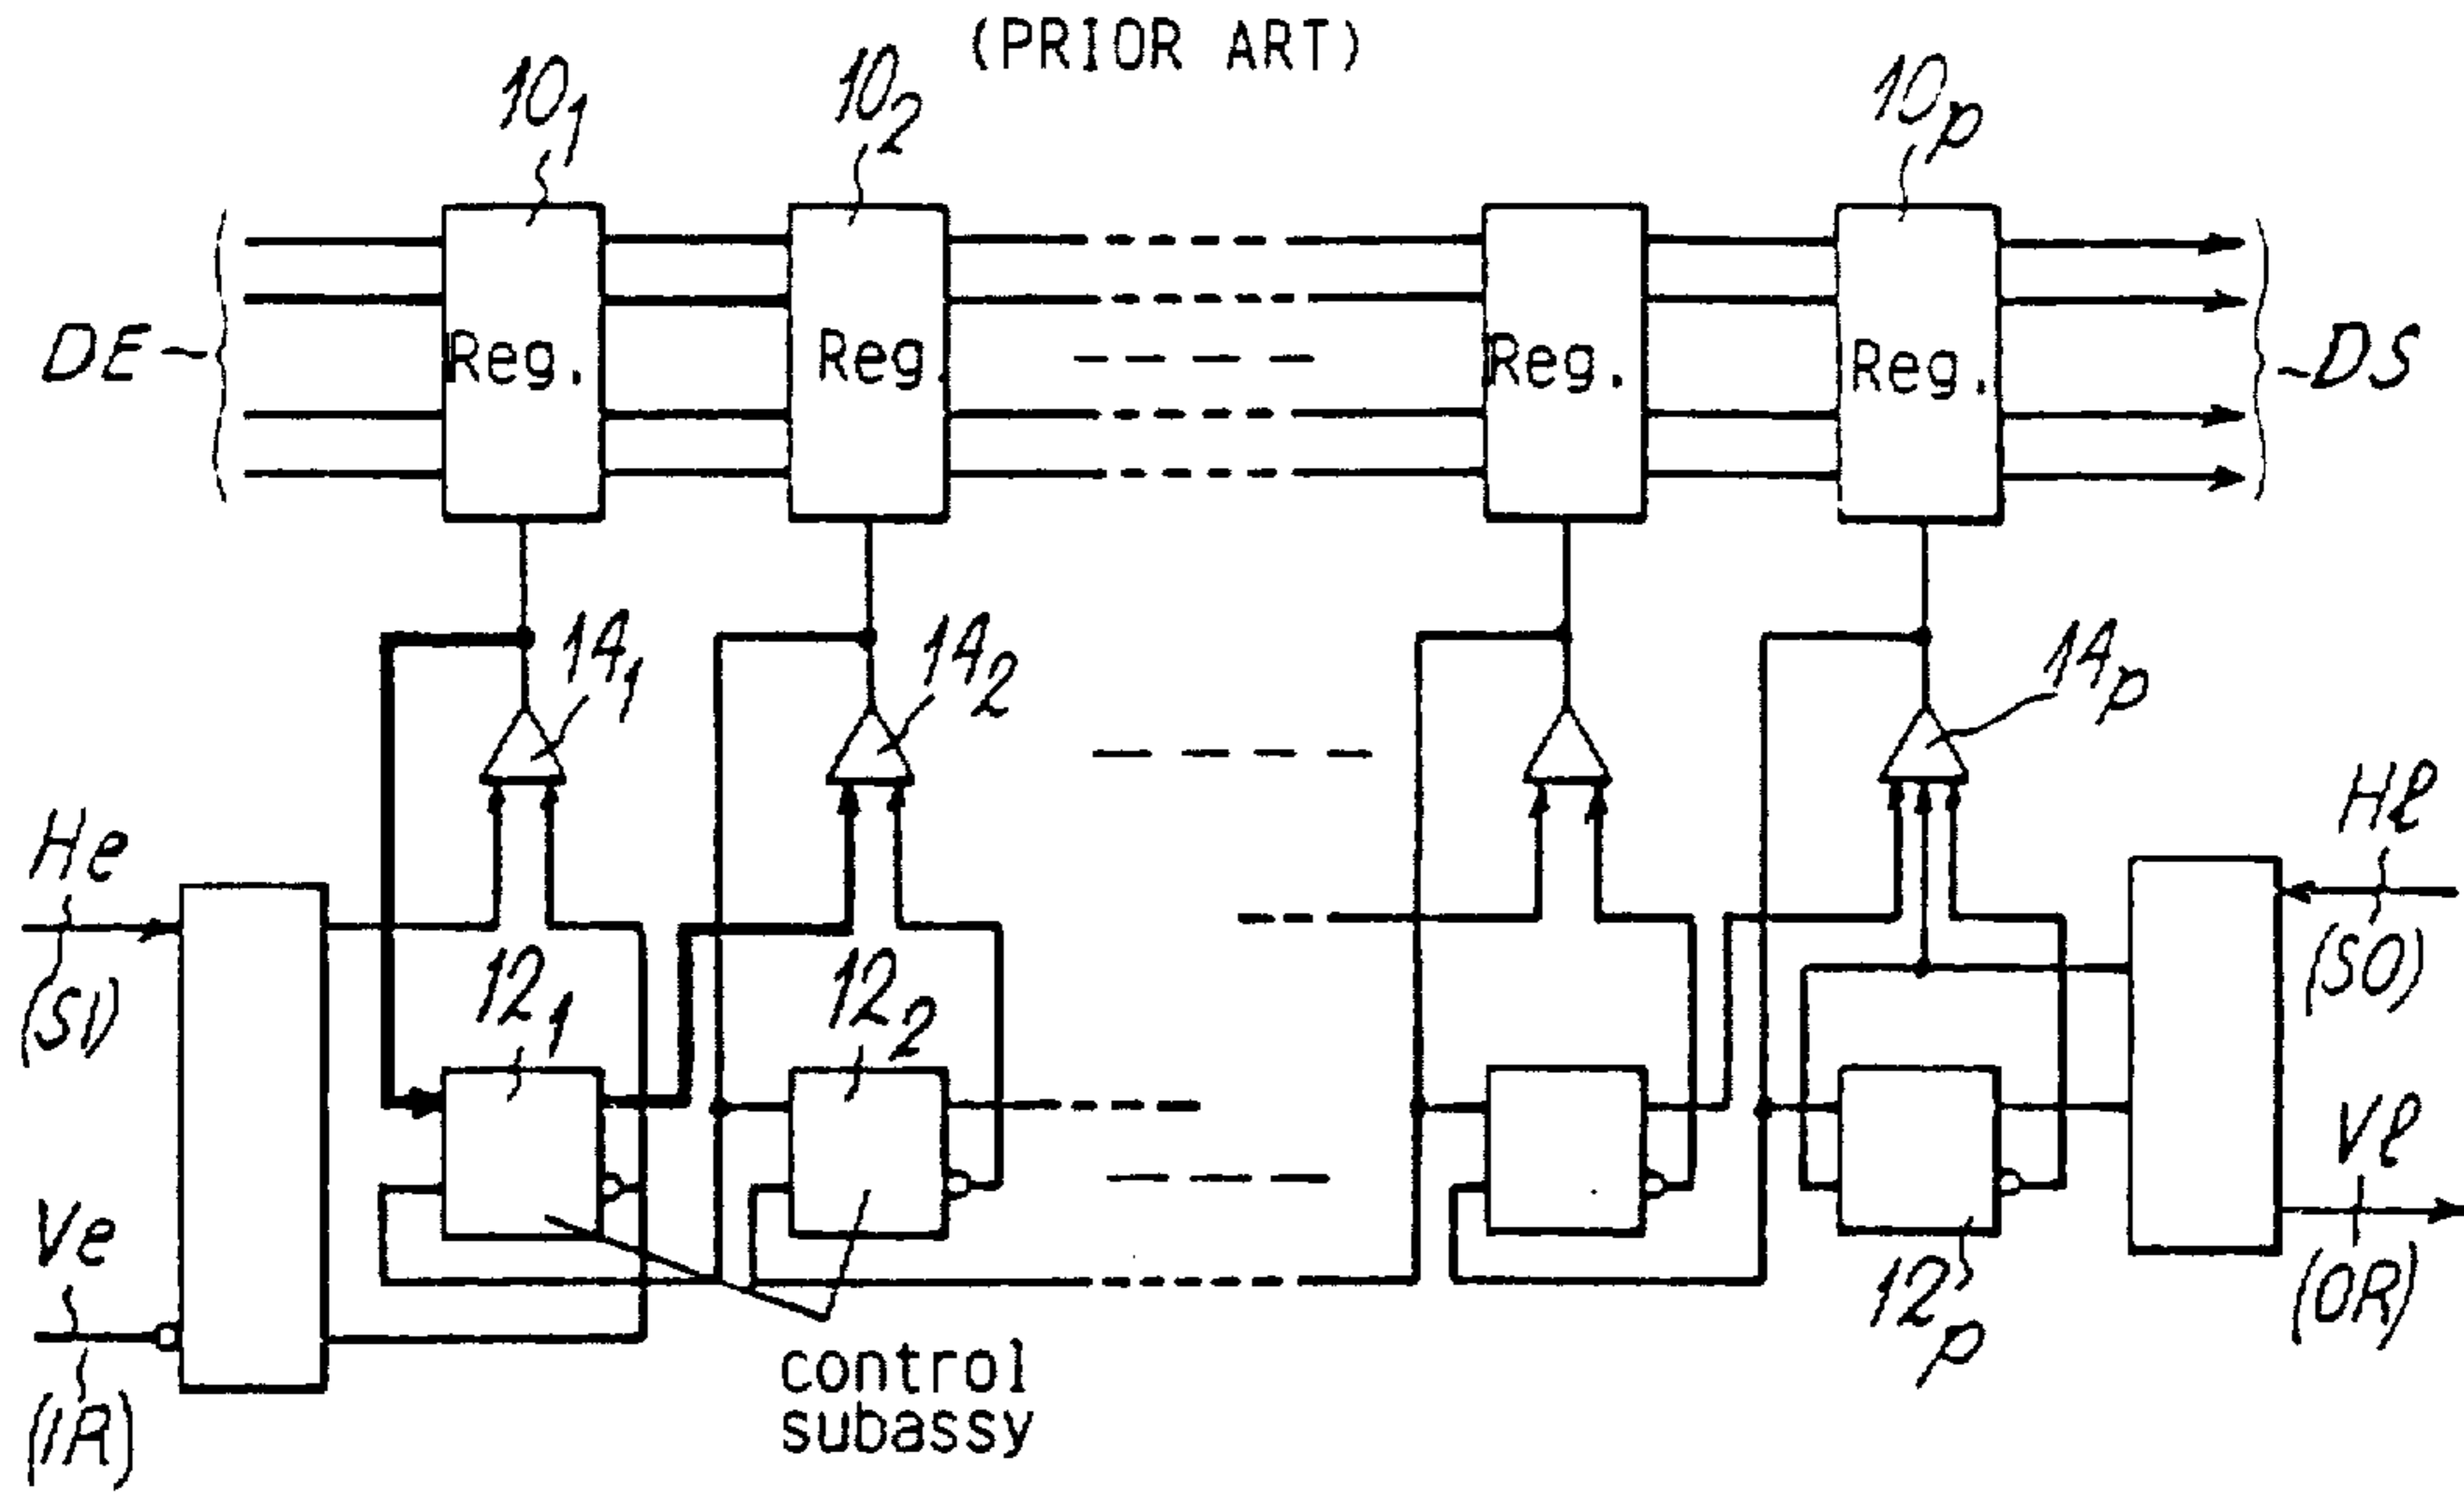 (PRIOR ART)
10₁
10₂
10p
DE
Reg.
Reg.
Reg.
Reg.
DS
14₁
14₂
14p
He
(SI)
Hℓ
(SO)
12₁
12₂
Ve
(IR)
Vℓ
(OR)
12p
control
subassy